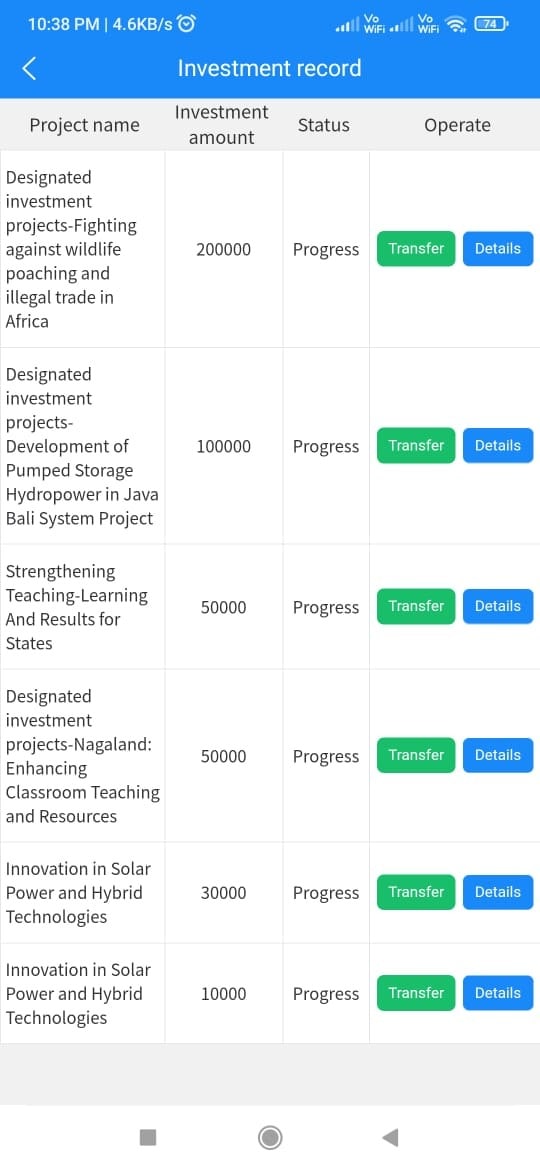 10:38 PM | 4.6KB/s
Vo WiFi Vo WiFi 74
Investment record
Project name Investment amount Status Operate
Designated
investment
projects-Fighting
against wildlife
poaching and
illegal trade in
Africa
200000 Progress Transfer Details
Designated
investment
projects-
Development of
Pumped Storage
Hydropower in Java
Bali System Project
100000 Progress Transfer Details
Strengthening
Teaching-Learning
And Results for
States
50000 Progress Transfer Details
Designated
investment
projects-Nagaland:
Enhancing
Classroom Teaching
and Resources
50000 Progress Transfer Details
Innovation in Solar
Power and Hybrid
Technologies
30000 Progress Transfer Details
Innovation in Solar
Power and Hybrid
Technologies
10000 Progress Transfer Details